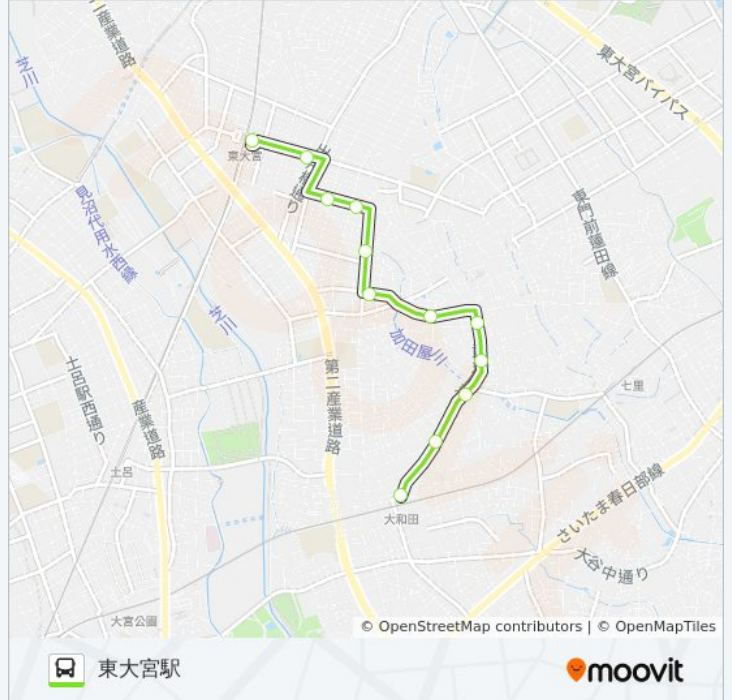 二産業道路
芝川
東大宮バイパス
東大宮
見沼代用水西縁
東門前蓮田線
芝川
加田屋川
第二産業道路
七里
土呂駅西通り
産業道路
土呂
大和田
さいたま春日部線
大谷中通り
大宮公園
© OpenStreetMap contributors | © OpenMapTiles
東大宮駅
moovit